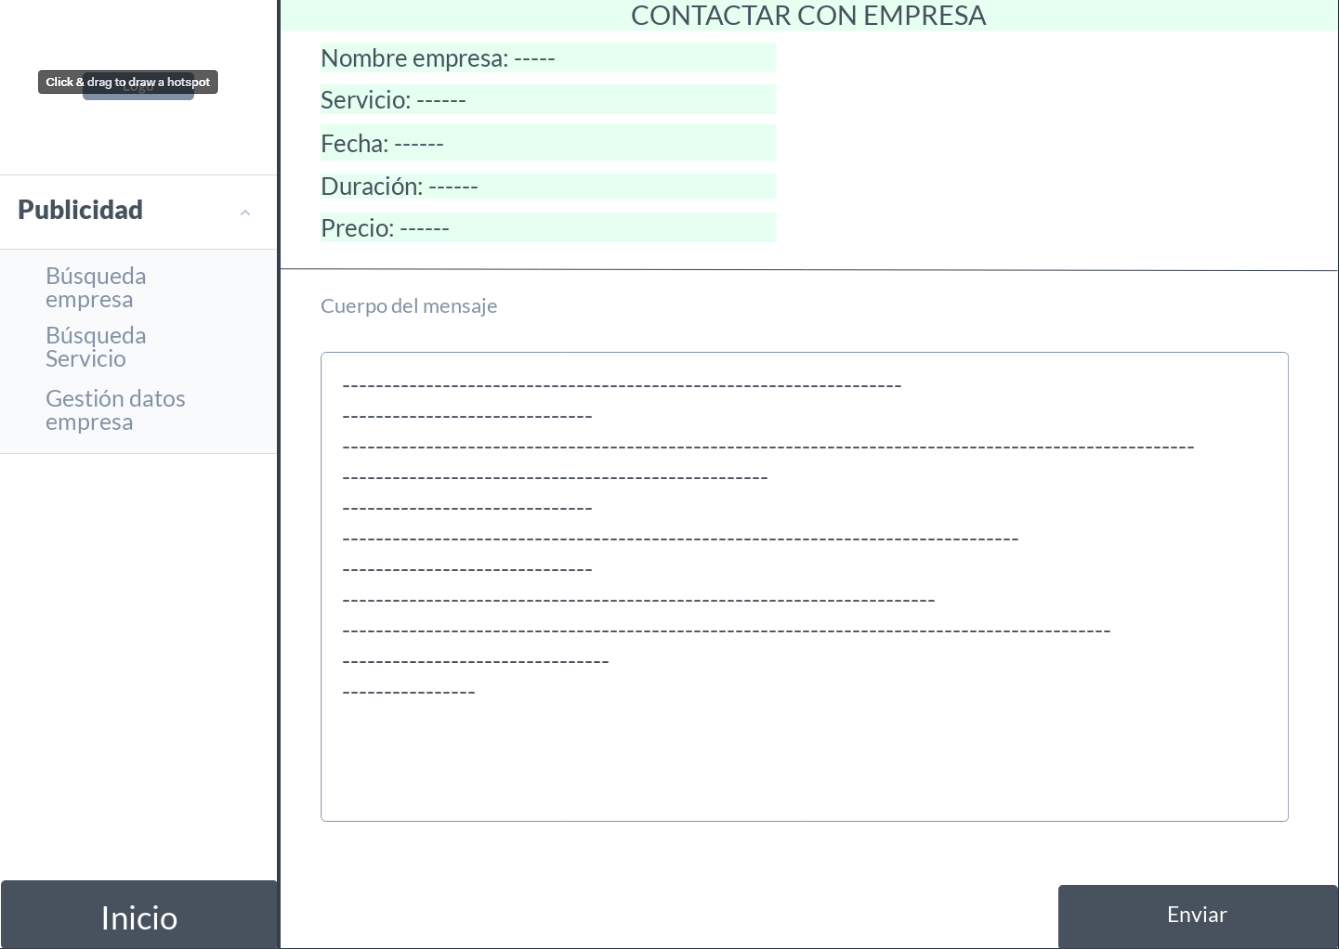 CONTACTAR CON EMPRESA
Click & drag to draw a hotspot
Logo
Nombre empresa: -----
Servicio: ------
Fecha: ------
Duración: ------
Precio: ------
Publicidad
Búsqueda
empresa
Búsqueda
Servicio
Gestión datos
empresa
Cuerpo del mensaje
-------------------------------------------------------------------
------------------------------
------------------------------------------------------------------------------------------------------
---------------------------------------------------
------------------------------
---------------------------------------------------------------------------------
------------------------------
-----------------------------------------------------------------------
--------------------------------------------------------------------------------------------
--------------------------------
----------------
Inicio
Enviar